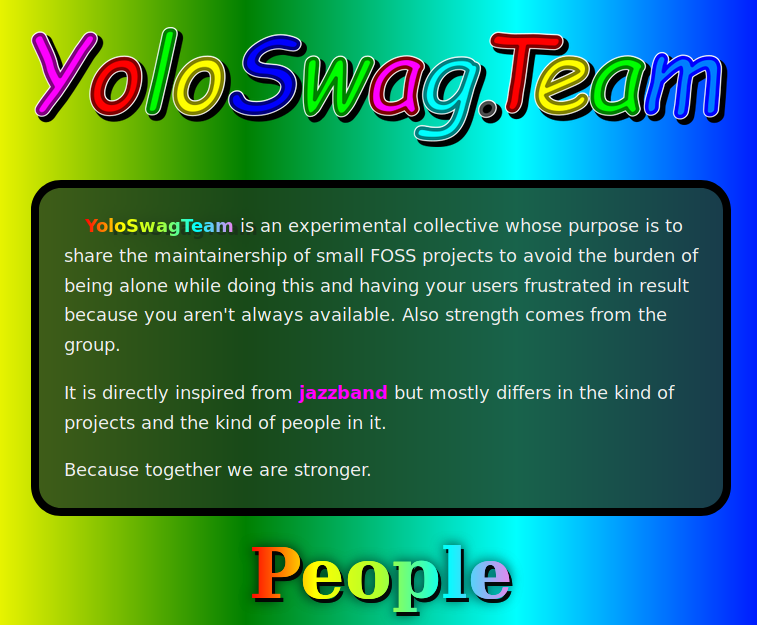 YoloSwag.Team
YoloSwagTeam is an experimental collective whose purpose is to
share the maintainership of small FOSS projects to avoid the burden of
being alone while doing this and having your users frustrated in result
because you aren't always available. Also strength comes from the
group.
It is directly inspired from jazzband but mostly differs in the kind of
projects and the kind of people in it.
Because together we are stronger.
People